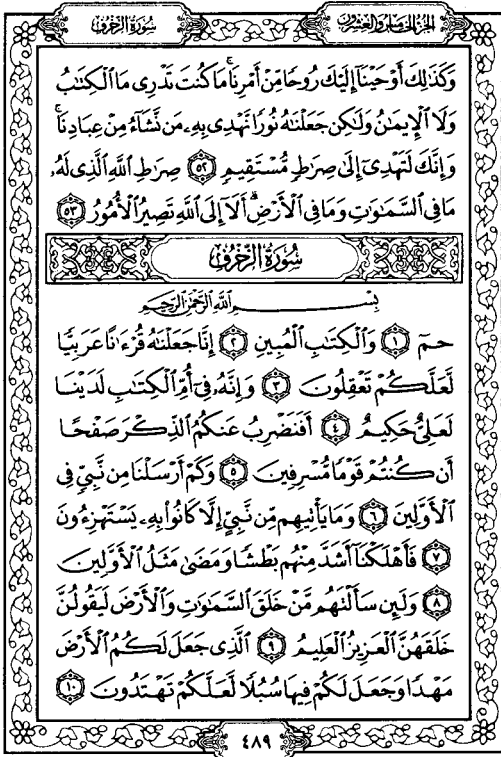 الجزء الخامس والعشرون
سورة الزخرف
وَكَذَٰلِكَ أَوْحَيْنَآ إِلَيْكَ رُوحًا مِّنْ أَمْرِنَا ۚ مَا كُنتَ تَدْرِى مَا ٱلْكِتَٰبُ
وَلَا ٱلْإِيمَٰنُ وَلَٰكِن جَعَلْنَٰهُ نُورًا نَّهْدِى بِهِۦ مَن نَّشَآءُ مِنْ عِبَادِنَا ۚ
وَإِنَّكَ لَتَهْدِىٓ إِلَىٰ صِرَٰطٍ مُّسْتَقِيمٍ ٥٢ صِرَٰطِ ٱللَّهِ ٱلَّذِى لَهُۥ
مَا فِى ٱلسَّمَٰوَٰتِ وَمَا فِى ٱلْأَرْضِ ۗ أَلَآ إِلَى ٱللَّهِ تَصِيرُ ٱلْأُمُورُ ٥٣
سُورَةُ الزُّخْرُفِ
بِسْمِ ٱللَّهِ ٱلرَّحْمَٰنِ ٱلرَّحِيمِ
حمٓ ١ وَٱلْكِتَٰبِ ٱلْمُبِينِ ٢ إِنَّا جَعَلْنَٰهُ قُرْءَٰنًا عَرَبِيًّا
لَّعَلَّكُمْ تَعْقِلُونَ ٣ وَإِنَّهُۥ فِىٓ أُمِّ ٱلْكِتَٰبِ لَدَيْنَا
لَعَلِىٌّ حَكِيمٌ ٤ أَفَنَضْرِبُ عَنكُمُ ٱلذِّكْرَ صَفْحًا
أَن كُنتُمْ قَوْمًا مُّسْرِفِينَ ٥ وَكَمْ أَرْسَلْنَا مِن نَّبِىٍّ فِى
ٱلْأَوَّلِينَ ٦ وَمَا يَأْتِيهِم مِّن نَّبِىٍّ إِلَّا كَانُوا۟ بِهِۦ يَسْتَهْزِءُونَ
٧ فَأَهْلَكْنَآ أَشَدَّ مِنْهُم بَطْشًا وَمَضَىٰ مَثَلُ ٱلْأَوَّلِينَ
٨ وَلَئِن سَأَلْتَهُم مَّنْ خَلَقَ ٱلسَّمَٰوَٰتِ وَٱلْأَرْضَ لَيَقُولُنَّ
خَلَقَهُنَّ ٱلْعَزِيزُ ٱلْعَلِيمُ ٩ ٱلَّذِى جَعَلَ لَكُمُ ٱلْأَرْضَ
مَهْدًا وَجَعَلَ لَكُمْ فِيهَا سُبُلًا لَّعَلَّكُمْ تَهْتَدُونَ ١٠
٤٨٩